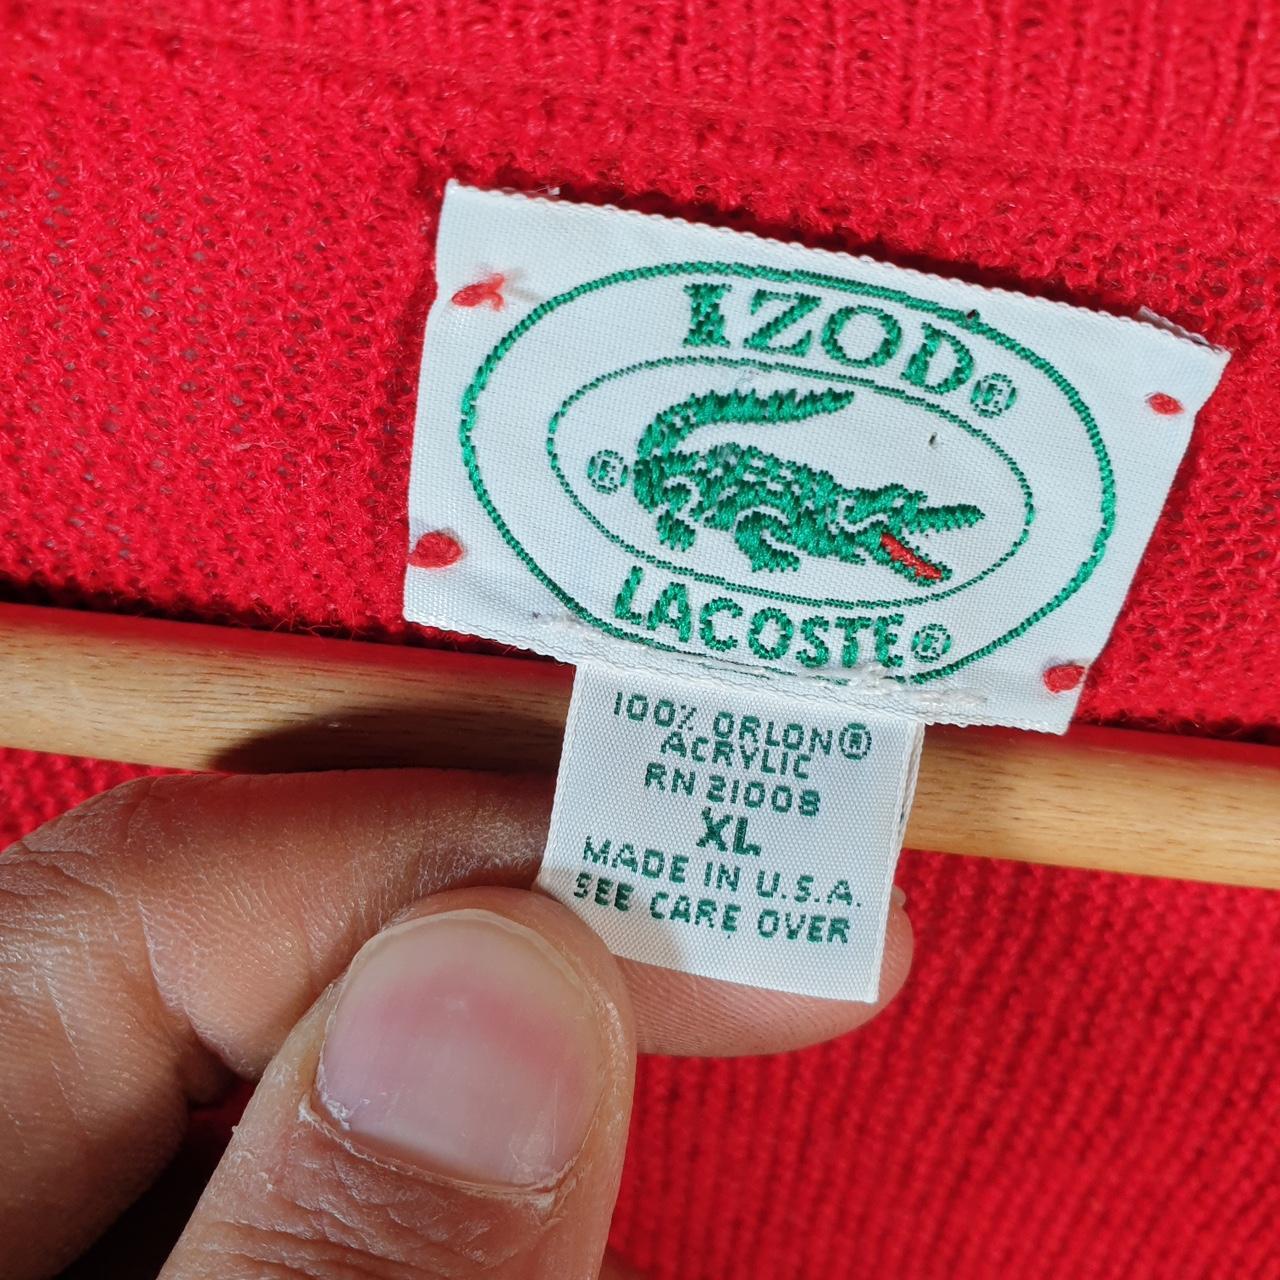 IZOD®
®
LACOSTE®
100% ORLON®
ACRYLIC
RN 21008
XL
MADE IN U.S.A.
SEE CARE OVER